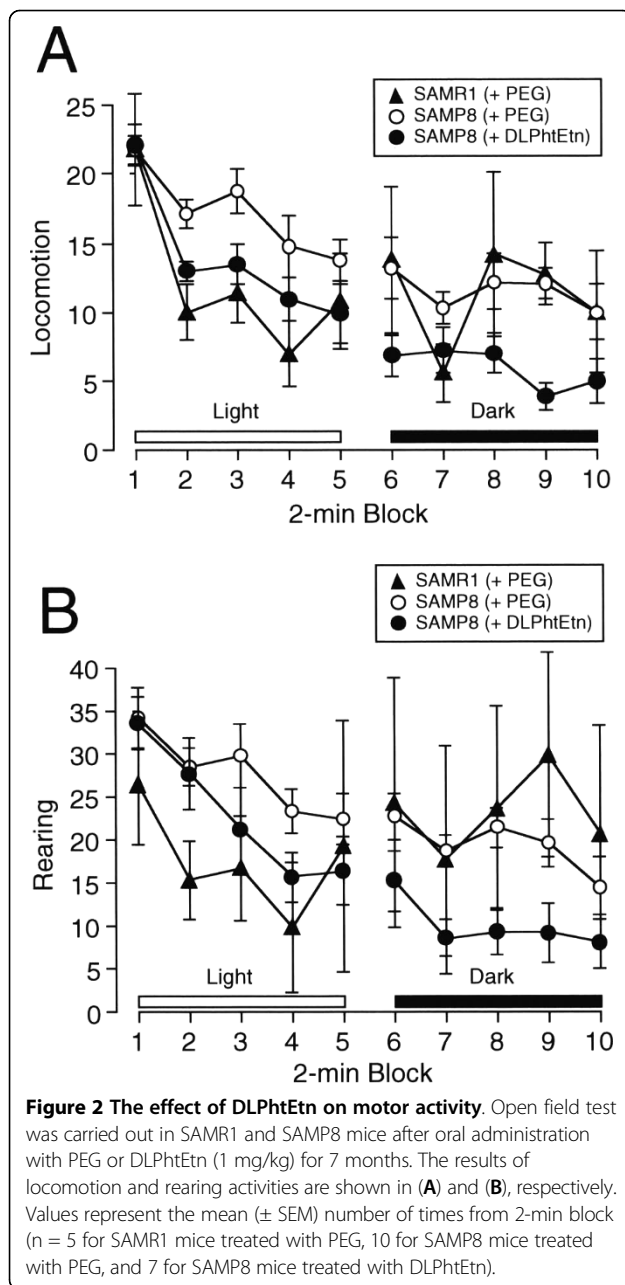 A
25
20
15
10
5
0
Locomotion
▲ SAMR1 (+ PEG)
○ SAMP8 (+ PEG)
● SAMP8 (+ DLPhtEtn)
Light
Dark
1 2 3 4 5 6 7 8 9 10
2-min Block
B
40
35
30
25
20
15
10
5
0
Rearing
▲ SAMR1 (+ PEG)
○ SAMP8 (+ PEG)
● SAMP8 (+ DLPhtEtn)
Light
Dark
1 2 3 4 5 6 7 8 9 10
2-min Block
Figure 2 The effect of DLPhtEtn on motor activity. Open field test
was carried out in SAMR1 and SAMP8 mice after oral administration
with PEG or DLPhtEtn (1 mg/kg) for 7 months. The results of
locomotion and rearing activities are shown in (A) and (B), respectively.
Values represent the mean (± SEM) number of times from 2-min block
(n = 5 for SAMR1 mice treated with PEG, 10 for SAMP8 mice treated
with PEG, and 7 for SAMP8 mice treated with DLPhtEtn).